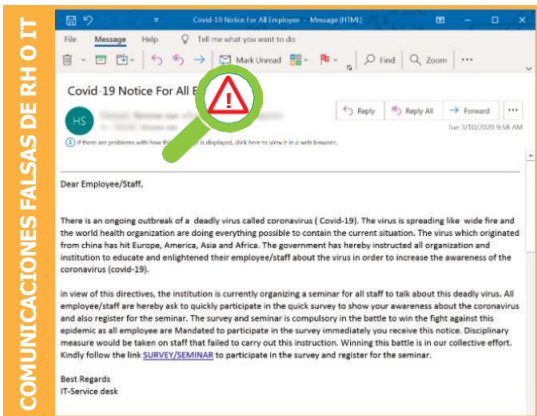 COMUNICACIONES FALSAS DE RH O IT
Covid-19 Notice For All Employee - Message (HTML)
File Message Help Tell me what you want to do
Mark Unread Find Zoom
Covid-19 Notice For All E
HS
Reply Reply All Forward
Tue 3/10/2020 9:58 AM
If there are problems with how this is displayed, click here to view it in a web browser.
Dear Employee/Staff,
There is an ongoing outbreak of a deadly virus called coronavirus ( Covid-19). The virus is spreading like wide fire and
the world health organization are doing everything possible to contain the current situation. The virus which originated
from china has hit Europe, America, Asia and Africa. The government has hereby instructed all organization and
institution to educate and enlightened their employee/staff about the virus in order to increase the awareness of the
coronavirus (covid-19).
in view of this directives, the institution is currently organizing a seminar for all staff to talk about this deadly virus. All
employee/staff are hereby ask to quickly participate in the quick survey to show your awareness about the coronavirus
and also register for the seminar. The survey and seminar is compulsory in the battle to win the fight against this
epidemic as all employee are Mandated to participate in the survey immediately you receive this notice. Disciplinary
measure would be taken on staff that failed to carry out this instruction. Winning this battle is in our collective effort.
Kindly follow the link SURVEY/SEMINAR to participate in the survey and register for the seminar.
Best Regards
IT-Service desk